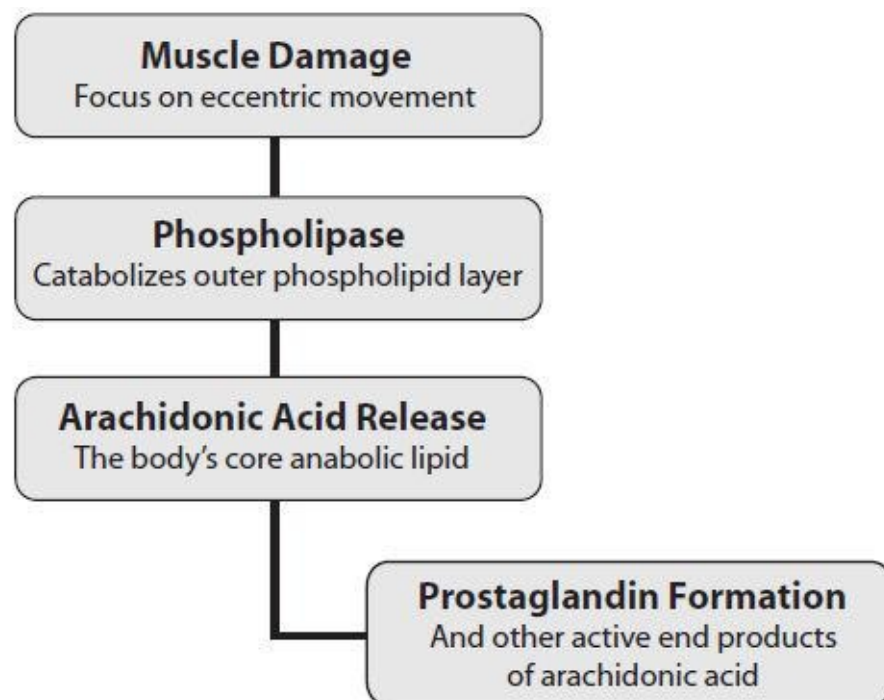 Muscle Damage
Focus on eccentric movement
Phospholipase
Catabolizes outer phospholipid layer
Arachidonic Acid Release
The body's core anabolic lipid
Prostaglandin Formation
And other active end products
of arachidonic acid